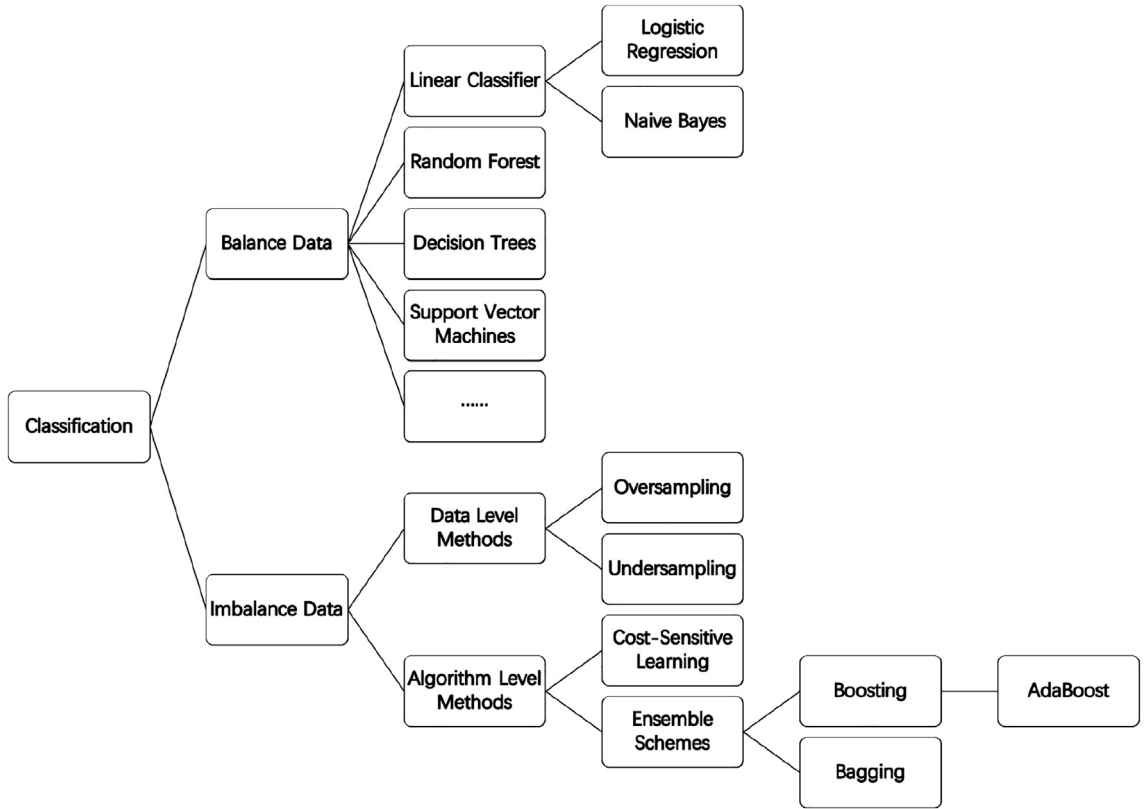 Logistic
Regression
Linear Classifier
Naive Bayes
Random Forest
Balance Data
Decision Trees
Support Vector
Machines
......
Classification
Oversampling
Data Level
Methods
Undersampling
Imbalance Data
Cost-Sensitive
Learning
Algorithm Level
Methods
Boosting
AdaBoost
Ensemble
Schemes
Bagging